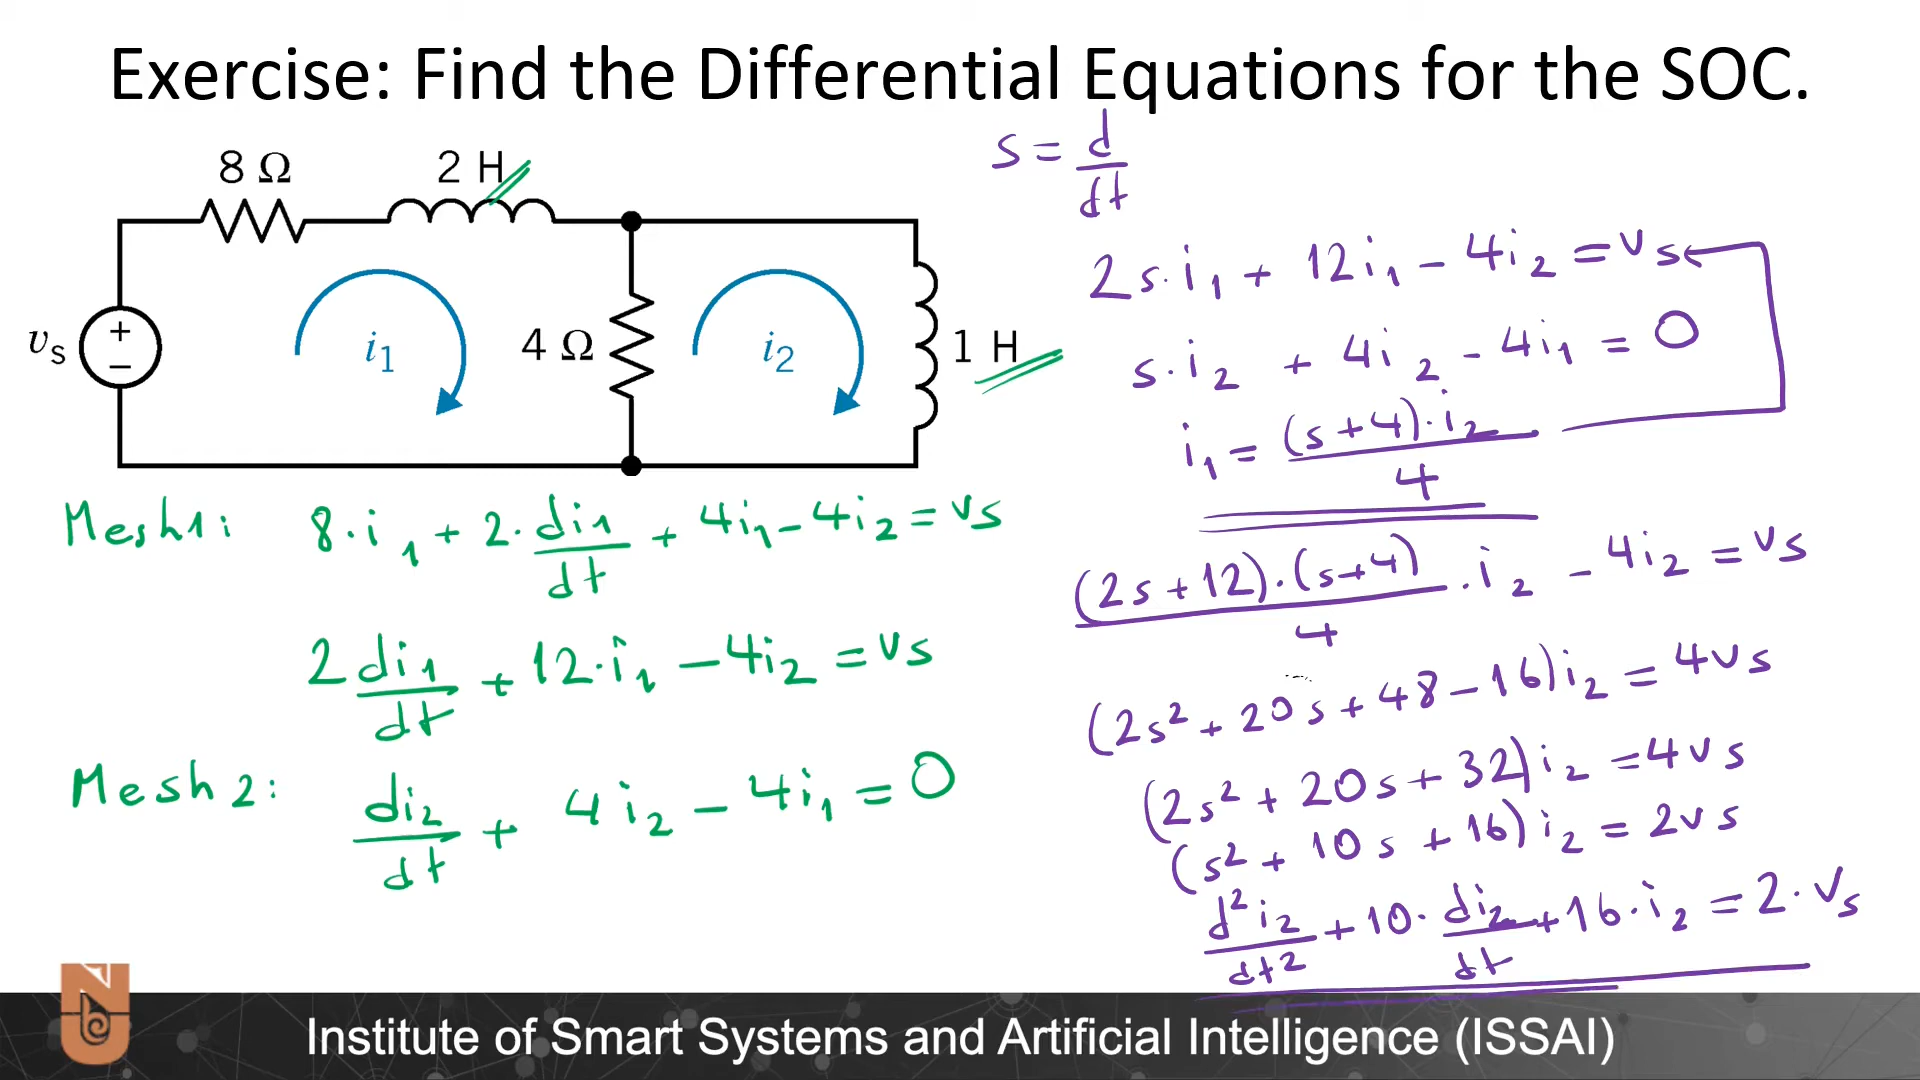 Exercise: Find the Differential Equations for the SOC.
8 Ω
2 H
vs
+
−
i1
4 Ω
i2
1 H
Mesh1: 8·i1 + 2·di1/dt + 4i1 − 4i2 = vs
2di1/dt + 12·i1 − 4i2 = vs
Mesh2: di2/dt + 4i2 − 4i1 = 0
s = d/dt
2s·i1 + 12i1 − 4i2 = vs
s·i2 + 4i2 − 4i1 = 0
i1 = (s+4)·i2/4
(2s+12)·(s+4)/4 · i2 − 4i2 = vs
(2s² + 20s + 48 − 16)i2 = 4vs
(2s² + 20s + 32)i2 = 4vs
(s² + 10s + 16)i2 = 2vs
d²i2/dt2 + 10·di2/dt + 16·i2 = 2·vs
Institute of Smart Systems and Artificial Intelligence (ISSAI)